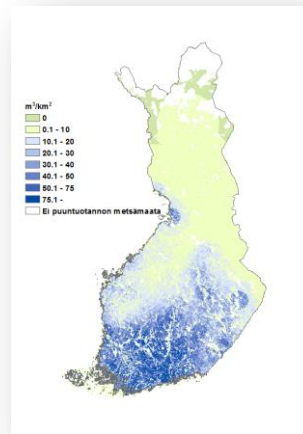 m³/km²
0
0.1 - 10
10.1 - 20
20.1 - 30
30.1 - 40
40.1 - 50
50.1 - 75
75.1 -
Ei puuntuotannon metsämaata